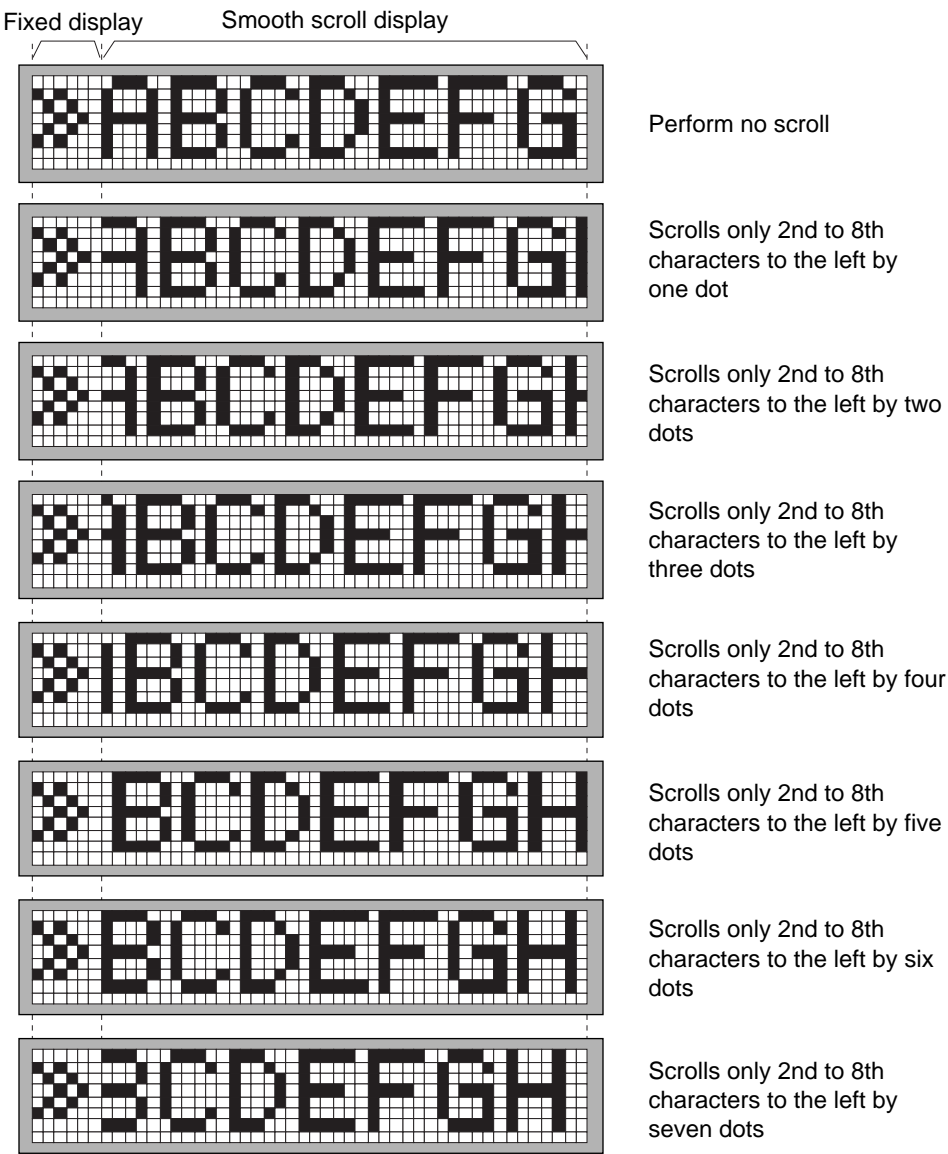 Fixed display
Smooth scroll display
ABCDEFG
Perform no scroll
ABCDEFGH
Scrolls only 2nd to 8th
characters to the left by
one dot
ABCDEFGH
Scrolls only 2nd to 8th
characters to the left by two
dots
ABCDEFGH
Scrolls only 2nd to 8th
characters to the left by
three dots
BCDEFGH
Scrolls only 2nd to 8th
characters to the left by four
dots
BCDEFGH
Scrolls only 2nd to 8th
characters to the left by five
dots
BCDEFGH
Scrolls only 2nd to 8th
characters to the left by six
dots
BCDEFGH
Scrolls only 2nd to 8th
characters to the left by
seven dots